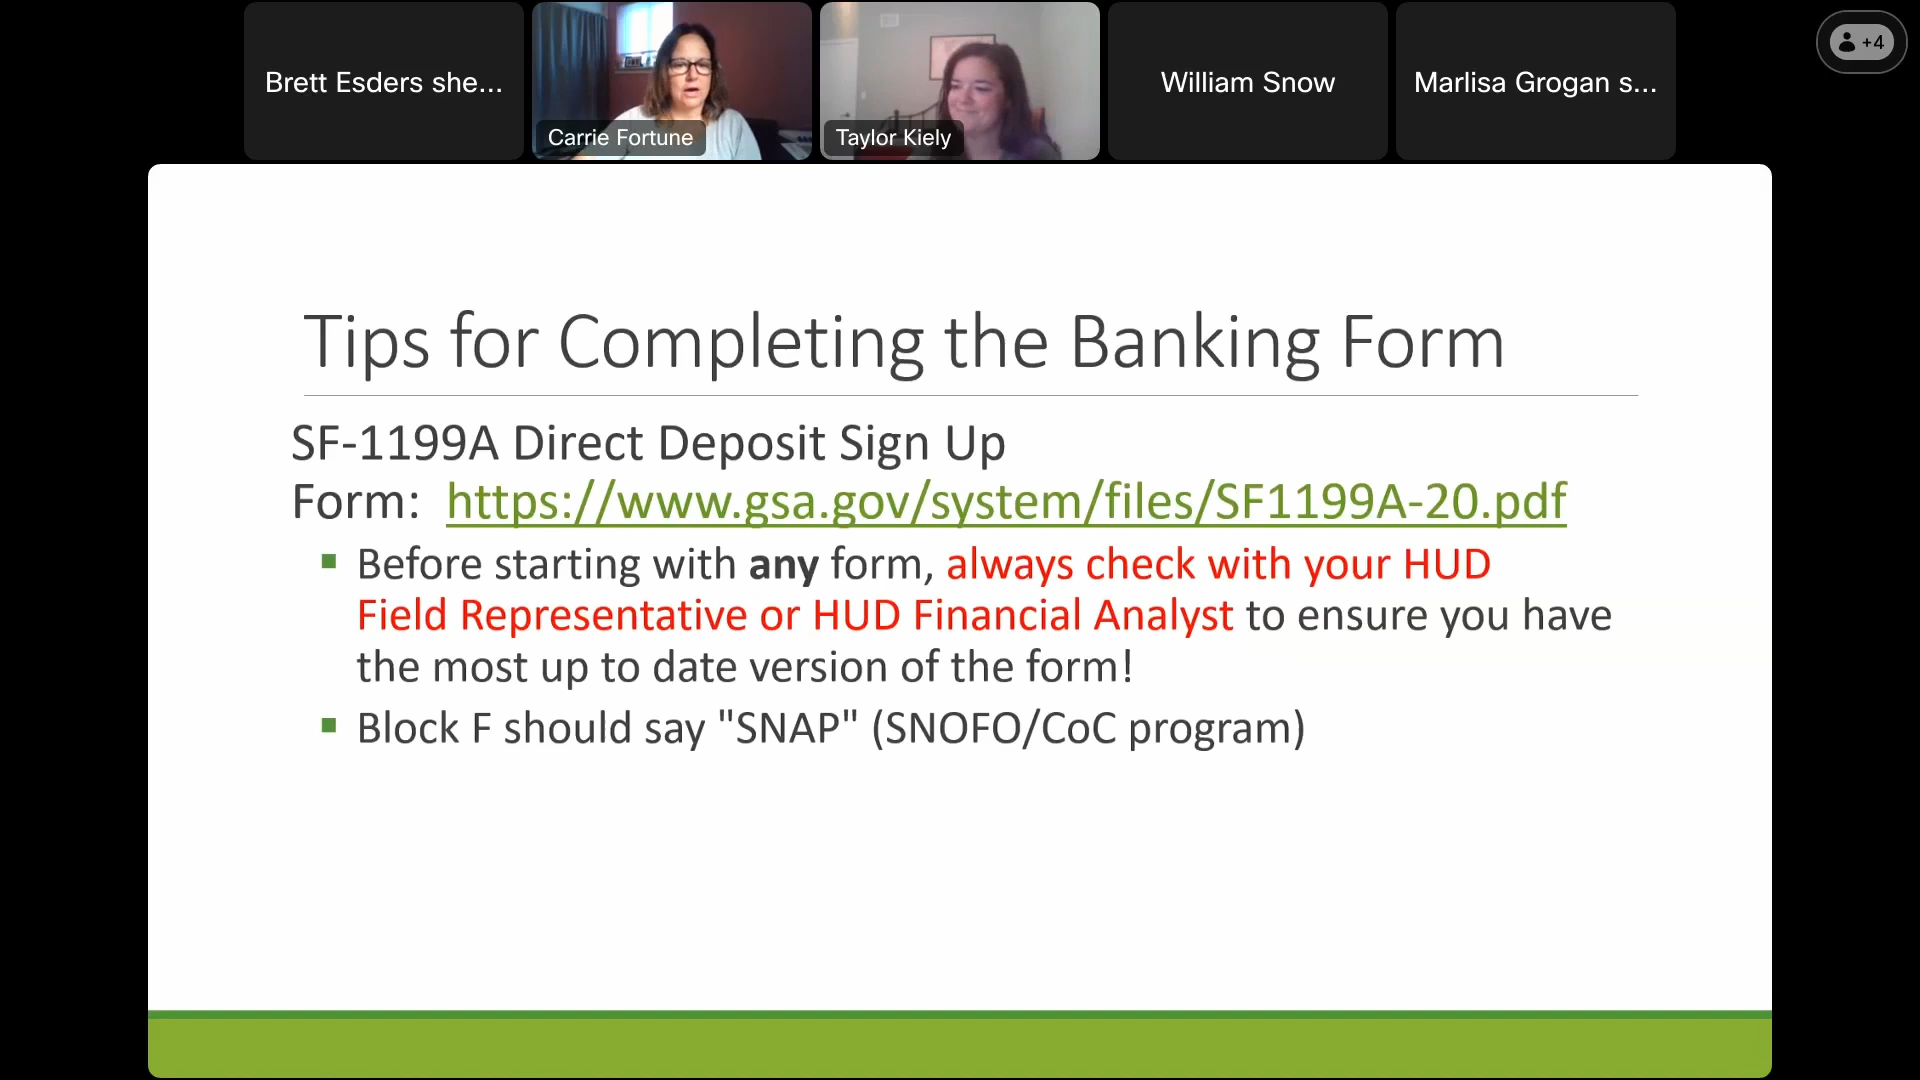 Brett Esders she...
Carrie Fortune
Taylor Kiely
William Snow
Marlisa Grogan s...
+4
Tips for Completing the Banking Form
SF-1199A Direct Deposit Sign Up
Form: https://www.gsa.gov/system/files/SF1199A-20.pdf
Before starting with any form, always check with your HUD
Field Representative or HUD Financial Analyst to ensure you have
the most up to date version of the form!
Block F should say "SNAP" (SNOFO/CoC program)